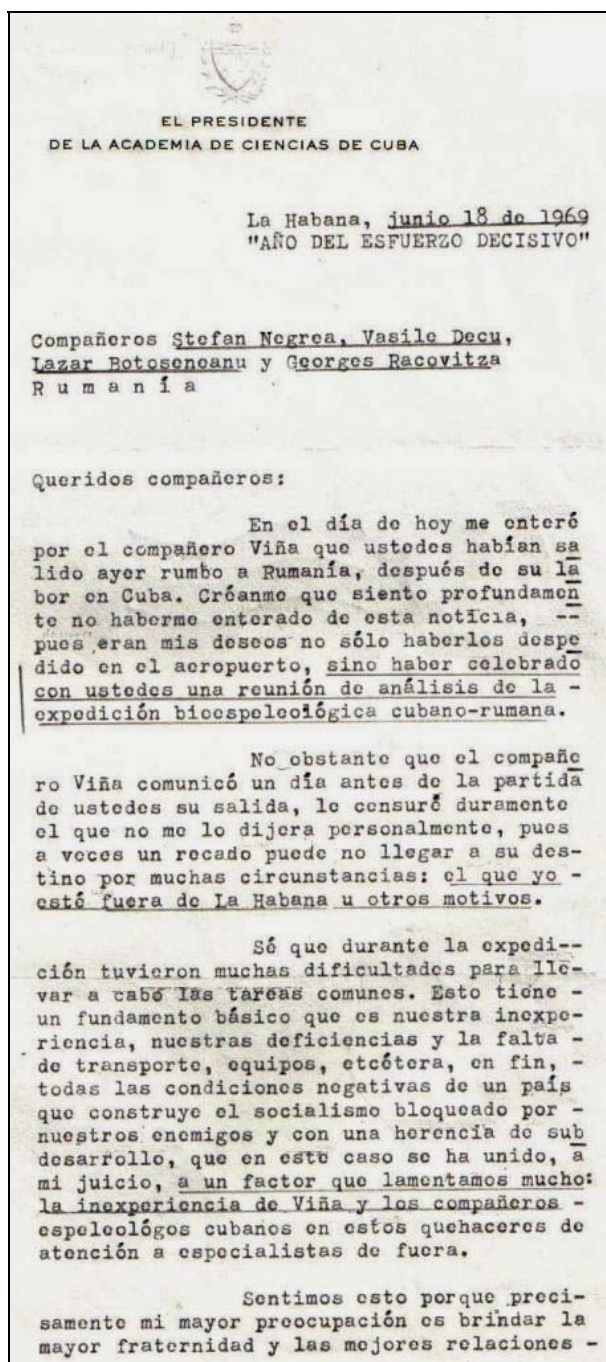 EL PRESIDENTE
DE LA ACADEMIA DE CIENCIAS DE CUBA
La Habana, junio 18 de 1969
"AÑO DEL ESFUERZO DECISIVO"
Compañeros Stefan Negrea, Vasile Decu,
Lazar Botoseneanu y Georges Racovitza
R u m a n í a
Queridos compañeros:
En el día de hoy me enteré
por el compañero Viña que ustedes habían sa
lido ayer rumbo a Rumanía, después de su la
bor en Cuba. Créanme que siento profundamen
te no haberme enterado de esta noticia, --
pues eran mis deseos no sólo haberlos despe
dido en el aeropuerto, sino haber celebrado
con ustedes una reunión de análisis de la -
expedición bioespeleológica cubano-rumana.
No obstante que el compañe
ro Viña comunicó un día antes de la partida
de ustedes su salida, le censuré duramente
el que no me lo dijera personalmente, pues
a veces un recado puede no llegar a su des-
tino por muchas circunstancias: el que yo -
esté fuera de La Habana u otros motivos.
Sé que durante la expedi--
ción tuvieron muchas dificultades para lle-
var a cabo las tareas comunes. Esto tiene -
un fundamento básico que es nuestra inexpe-
riencia, nuestras deficiencias y la falta -
de transporte, equipos, etcétera, en fin, -
todas las condiciones negativas de un país
que construye el socialismo bloqueado por -
nuestros enemigos y con una herencia de sub
desarrollo, que en este caso se ha unido, a
mi juicio, a un factor que lamentamos mucho:
la inexperiencia de Viña y los compañeros -
espeleológos cubanos en estos quehaceres de
atención a especialistas de fuera.
Sentimos esto porque preci-
samente mi mayor preocupación es brindar la
mayor fraternidad y las mejores relaciones -